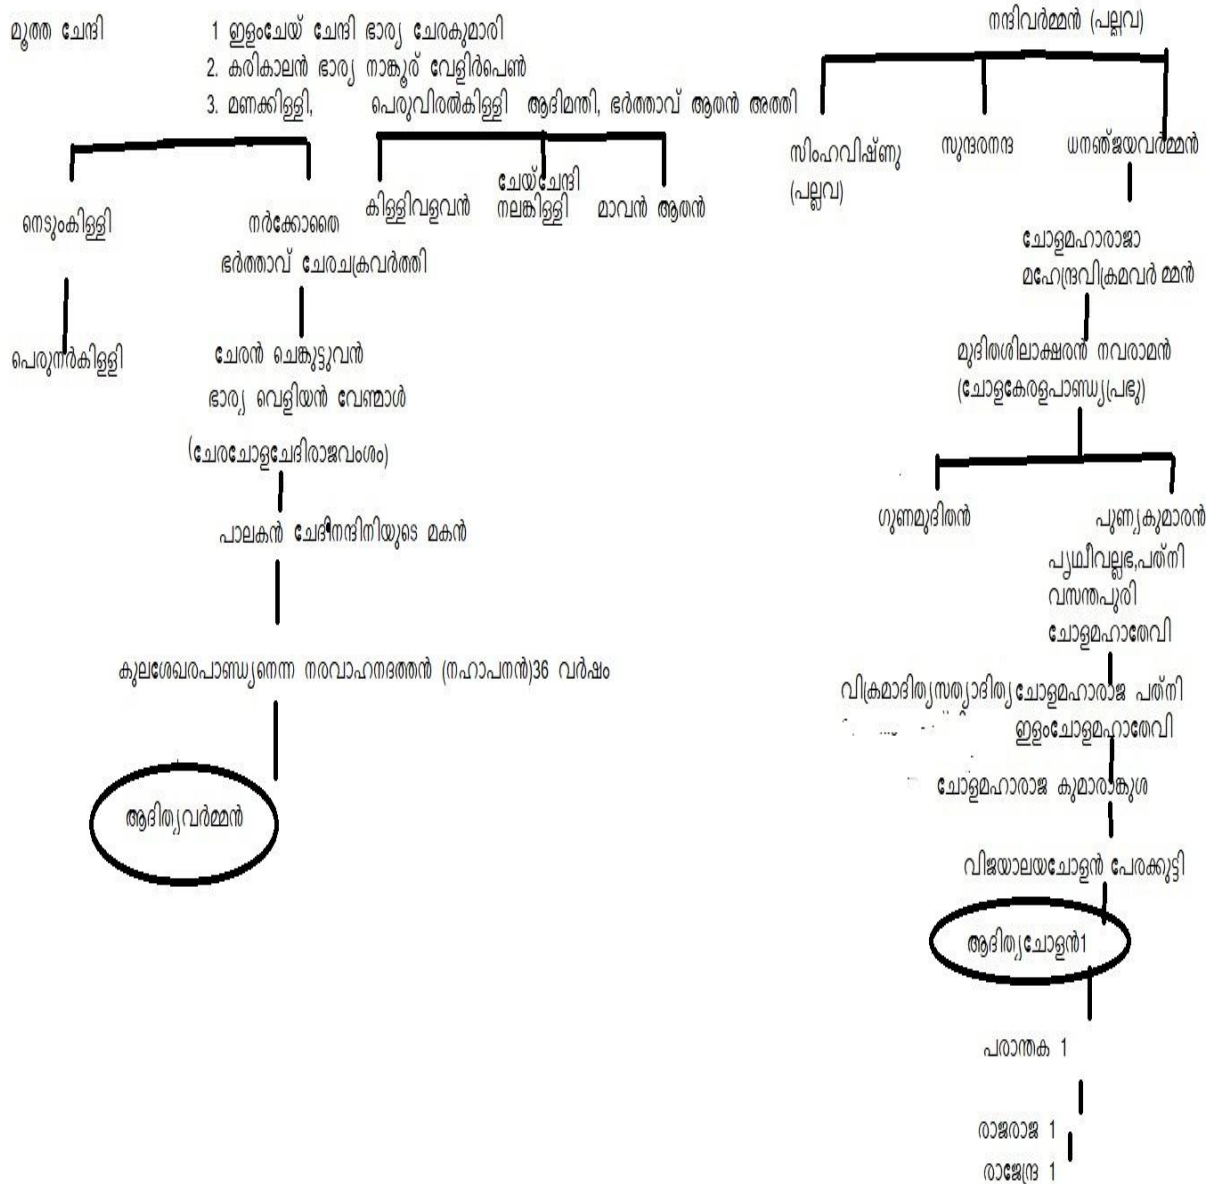 മൂത്ത ചേന്ദി
1 ഇളംചേയ് ചേന്ദി ഭാര്യ ചേരകുമാരി
2. കരികാലൻ ഭാര്യ നാങ്കൂര് വേളിർപെൺ
3. മണക്കിള്ളി, പെരുവിരൽകിള്ളി ആദിമന്തി, ഭർത്താവ് ആതൻ അത്തി
നെടുംകിള്ളി
നർക്കോതൈ
ഭർത്താവ് ചേരചക്രവർത്തി
കിള്ളിവളവൻ
ചേയ്ചേന്ദി
നലങ്കിള്ളി
മാവൻ ആതൻ
പെരുനർകിള്ളി
ചേരൻ ചെങ്കുട്ടുവൻ
ഭാര്യ വെളിയൻ വേണ്മാൾ
(ചേരചോളചേദിരാജവംശം)
പാലകൻ ചേദിനന്ദിനിയുടെ മകൻ
കുലശേഖരപാണ്ഡ്യനെന്ന നരവാഹനദത്തൻ (നഹാപനൻ)36 വർഷം
ആദിത്യവർമ്മൻ
നന്ദിവർമ്മൻ (പല്ലവ)
സിംഹവിഷ്ണു
(പല്ലവ)
സുന്ദരനന്ദ
ധനഞ്ജയവർമ്മൻ
ചോളമഹാരാജാ
മഹേന്ദ്രവിക്രമവർ മ്മൻ
മുദിതശിലാക്ഷരൻ നവരാമൻ
(ചോളകേരളപാണ്ഡ്യപ്രഭു)
ഗുണമുദിതൻ
പുണ്യകുമാരൻ
പൃഥീവല്ലഭ,പത്നി
വസന്തപുരി
ചോളമഹാതേവി
വിക്രമാദിത്യസത്യാദിത്യ ചോളമഹാരാജ പത്നി
ഇളംചോളമഹാതേവി
ചോളമഹാരാജ കുമാരാങ്കുശ
വിജയാലയചോളൻ പേരക്കുട്ടി
ആദിത്യചോളൻ1
പരാന്തക 1
രാജരാജ 1
രാജേന്ദ്ര 1